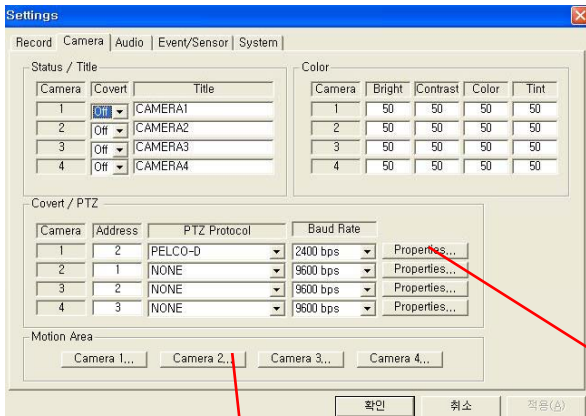 Settings
Record Camera Audio Event/Sensor System
Status / Title
Camera Covert Title
1 Off CAMERA1
2 Off CAMERA2
3 Off CAMERA3
4 Off CAMERA4
Color
Camera Bright Contrast Color Tint
1 50 50 50 50
2 50 50 50 50
3 50 50 50 50
4 50 50 50 50
Covert / PTZ
Camera Address PTZ Protocol Baud Rate
1 2 PELCO-D 2400 bps Properties...
2 1 NONE 9600 bps Properties...
3 2 NONE 9600 bps Properties...
4 3 NONE 9600 bps Properties...
Motion Area
Camera 1... Camera 2... Camera 3... Camera 4...
확인 취소 적용(A)